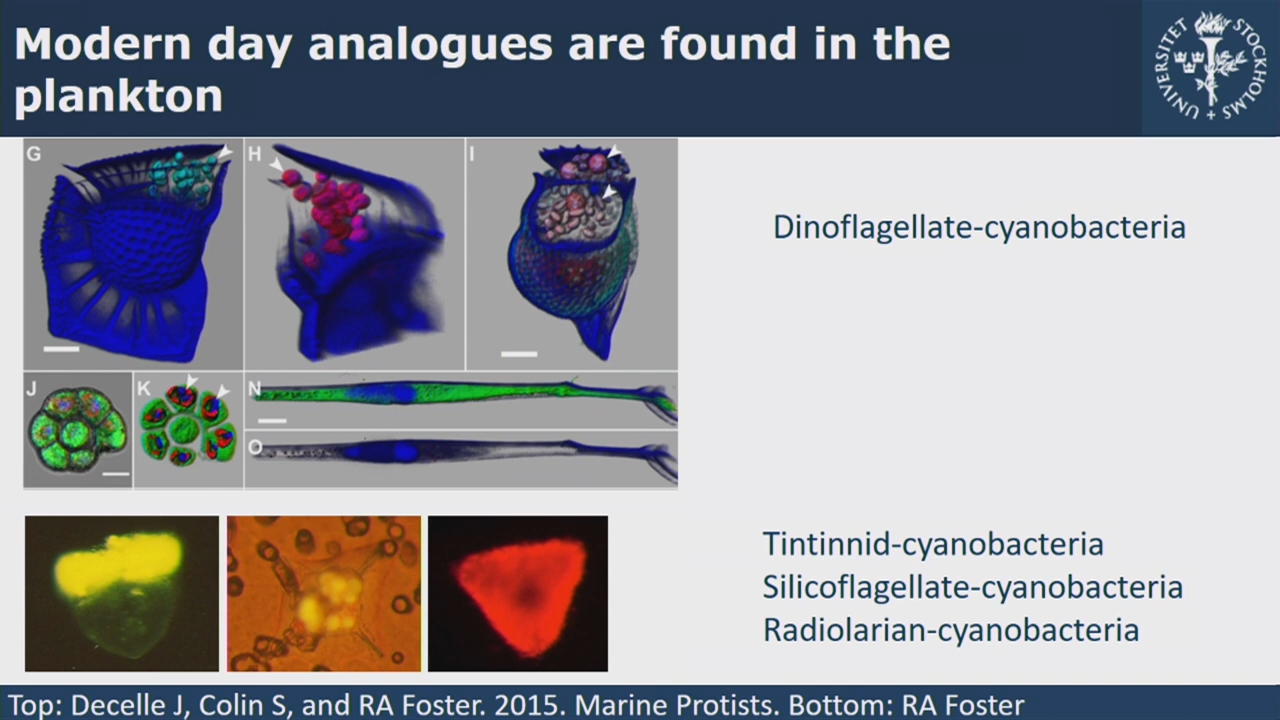 Modern day analogues are found in the
plankton
UNIVERSITET STOCKHOLMS
G
H
I
Dinoflagellate-cyanobacteria
J
K
N
O
Tintinnid-cyanobacteria
Silicoflagellate-cyanobacteria
Radiolarian-cyanobacteria
Top: Decelle J, Colin S, and RA Foster. 2015. Marine Protists. Bottom: RA Foster